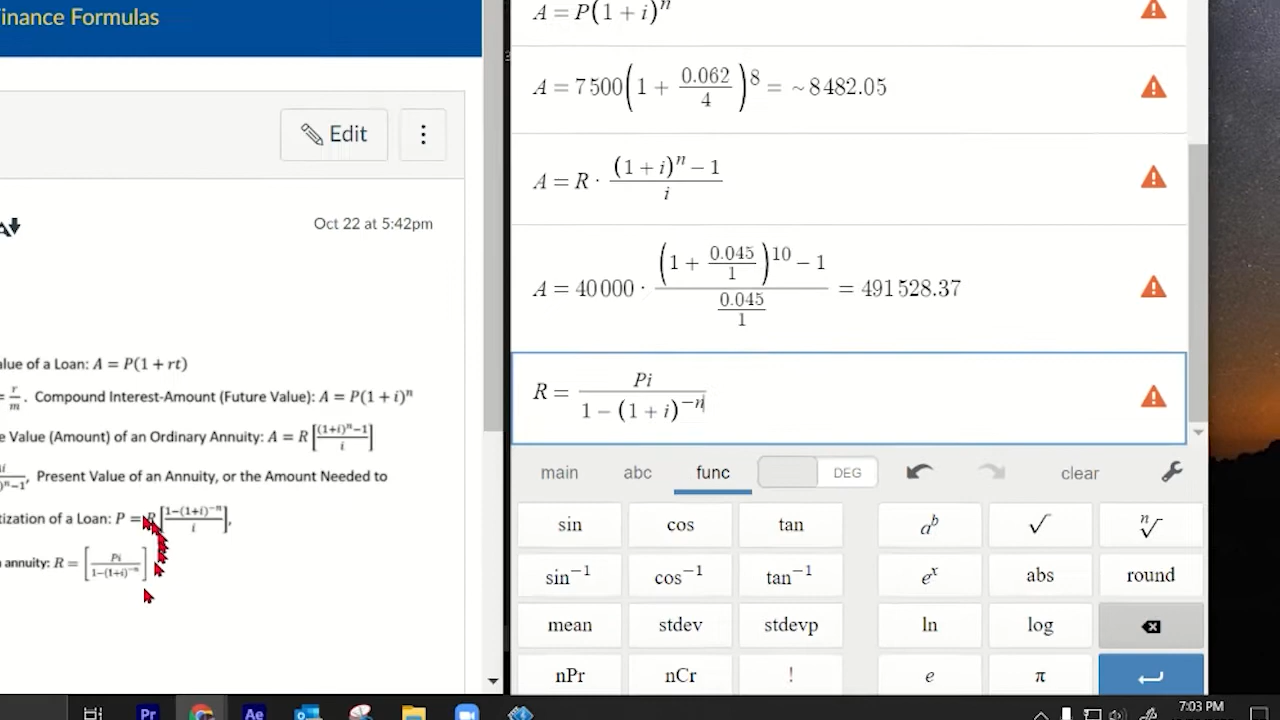 inance Formulas
Edit
Oct 22 at 5:42pm
alue of a Loan: A = P(1 + rt)
= r/m. Compound Interest-Amount (Future Value): A = P(1 + i)^n
e Value (Amount) of an Ordinary Annuity: A = R[((1+i)^n−1)/i]
)^n−1, Present Value of an Annuity, or the Amount Needed to
tization of a Loan: P = R[(1−(1+i)^−n)/i],
annuity: R = [Pi/(1−(1+i)^−n)]
A = P(1 + i)^n
A = 7500(1 + 0.062/4)^8 = ~8482.05
A = R · ((1 + i)^n − 1)/i
A = 40000 · ((1 + 0.045/1)^10 − 1)/(0.045/1) = 491528.37
R = Pi/(1 − (1 + i)^−n)
main abc func DEG clear
sin cos tan a^b √ ⁿ√
sin⁻¹ cos⁻¹ tan⁻¹ e^x abs round
mean stdev stdevp ln log
nPr nCr ! e π
Pr Ae 7:03 PM